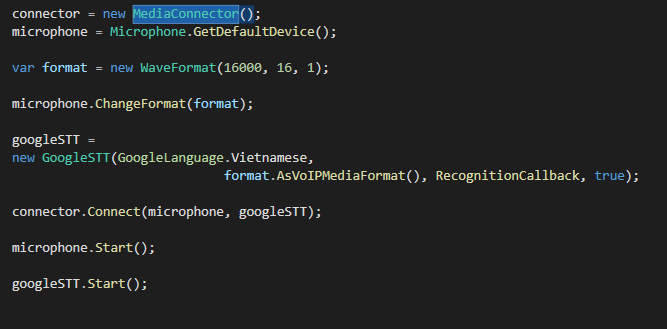 connector = new MediaConnector();
microphone = Microphone.GetDefaultDevice();
var format = new WaveFormat(16000, 16, 1);
microphone.ChangeFormat(format);
googleSTT =
new GoogleSTT(GoogleLanguage.Vietnamese,
format.AsVoIPMediaFormat(), RecognitionCallback, true);
connector.Connect(microphone, googleSTT);
microphone.Start();
googleSTT.Start();